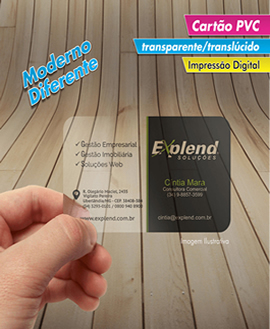 Cartão PVC
transparente/translúcido
Impressão Digital
Moderno
Diferente
Gestão Empresarial
Gestão Imobiliária
Soluções Web
Explend
SOLUÇÕES
Cintia Mara
Consultora Comercial
www.explend.com.br
cintia@explend.com.br
Imagem Ilustrativa